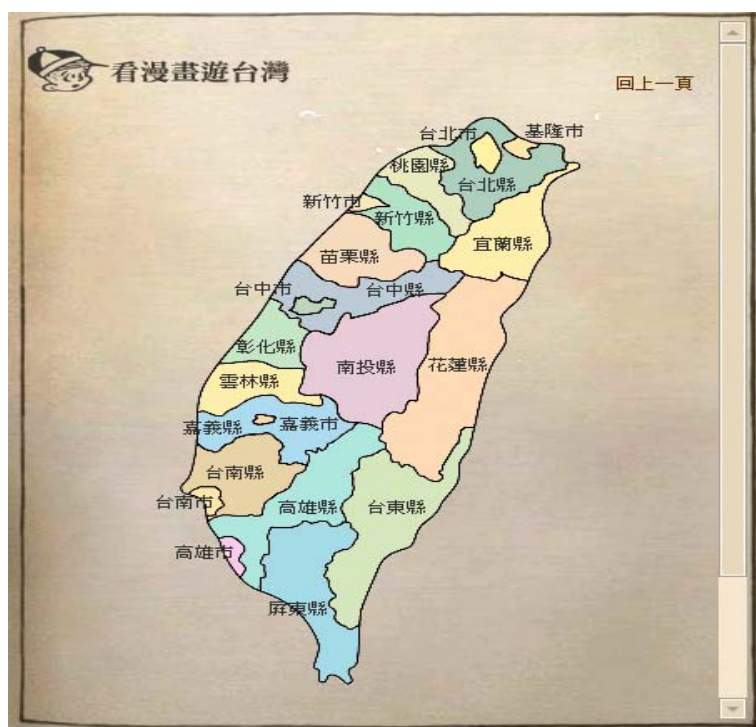 看漫畫遊台灣
回上一頁
台北市
基隆市
桃園縣
台北縣
新竹市
新竹縣
宜蘭縣
苗栗縣
台中市
台中縣
彰化縣
南投縣
花蓮縣
雲林縣
嘉義縣
嘉義市
台南縣
台南市
高雄縣
台東縣
高雄市
屏東縣